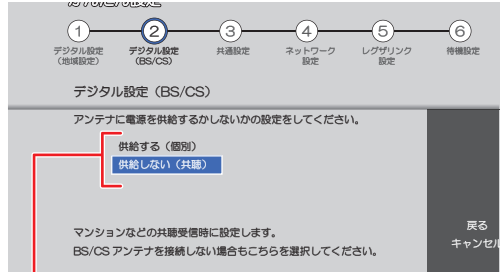 かんたん設定
1 2 3 4 5 6
デジタル設定 デジタル設定 共通設定 ネットワーク レグザリンク 待機設定
(地域設定) (BS/CS) 設定 設定
デジタル設定(BS/CS)
アンテナに電源を供給するかしないかの設定をしてください。
供給する(個別)
供給しない(共聴)
マンションなどの共聴受信時に設定します。
BS/CS アンテナを接続しない場合もこちらを選択してください。
戻る
キャンセル